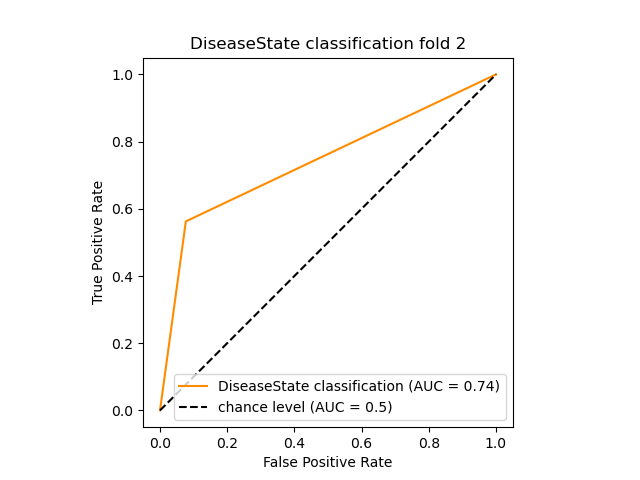 DiseaseState classification fold 2
1.0
0.8
0.6
0.4
0.2
0.0
True Positive Rate
DiseaseState classification (AUC = 0.74)
chance level (AUC = 0.5)
0.0 0.2 0.4 0.6 0.8 1.0
False Positive Rate